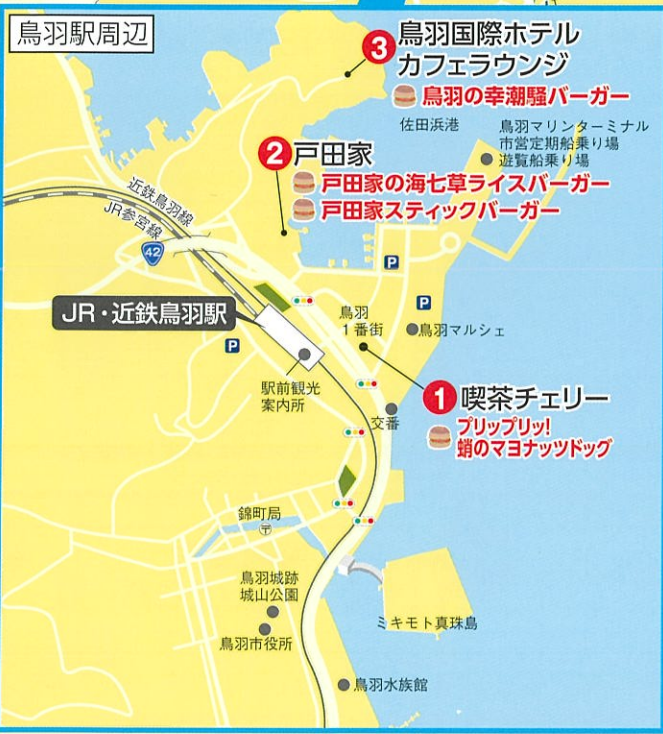 鳥羽駅周辺
3 鳥羽国際ホテル
カフェラウンジ
鳥羽の幸潮騒バーガー
佐田浜港
鳥羽マリンターミナル
市営定期船乗り場
遊覧船乗り場
2 戸田家
戸田家の海七草ライスバーガー
戸田家スティックバーガー
近鉄鳥羽線
JR参宮線
42
P
P
JR・近鉄鳥羽駅
鳥羽
1番街
鳥羽マルシェ
P
駅前観光
案内所
1 喫茶チェリー
プリップリッ!
蛸のマヨナッツドッグ
交番
錦町局
〒
鳥羽城跡
城山公園
鳥羽市役所
ミキモト真珠島
鳥羽水族館